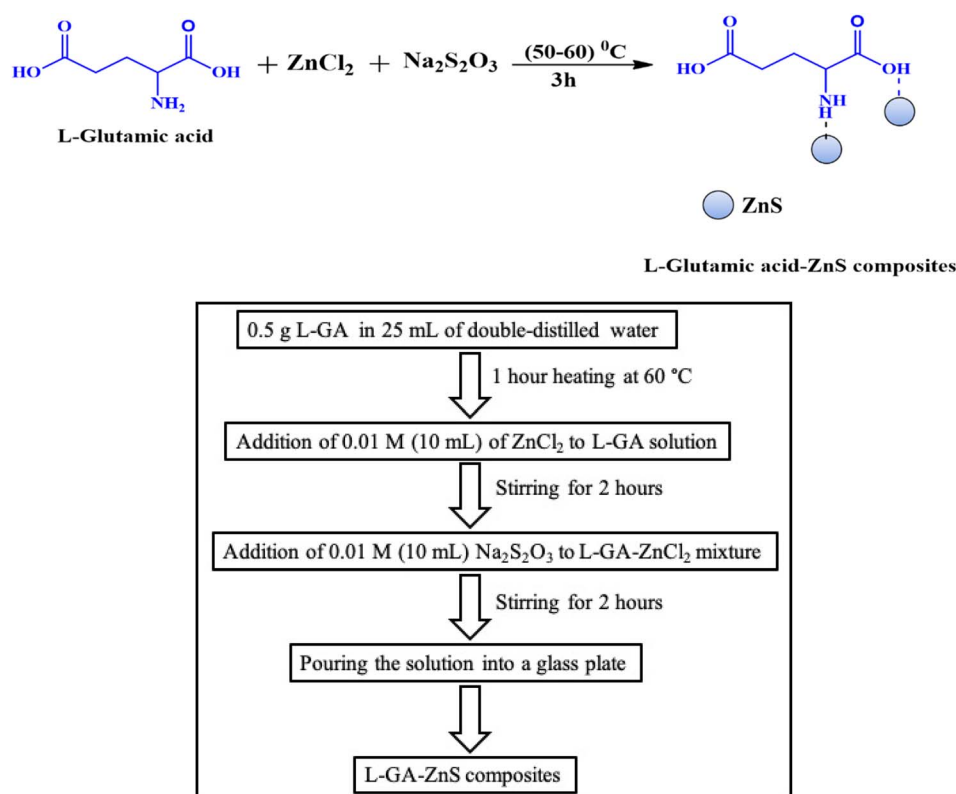 O O
HO OH + ZnCl₂ + Na₂S₂O₃ (50-60) ⁰C
3h
NH₂
L-Glutamic acid
O O
HO OH
NH
H
ZnS
L-Glutamic acid-ZnS composites
0.5 g L-GA in 25 mL of double-distilled water
1 hour heating at 60 °C
Addition of 0.01 M (10 mL) of ZnCl₂ to L-GA solution
Stirring for 2 hours
Addition of 0.01 M (10 mL) Na₂S₂O₃ to L-GA-ZnCl₂ mixture
Stirring for 2 hours
Pouring the solution into a glass plate
L-GA-ZnS composites